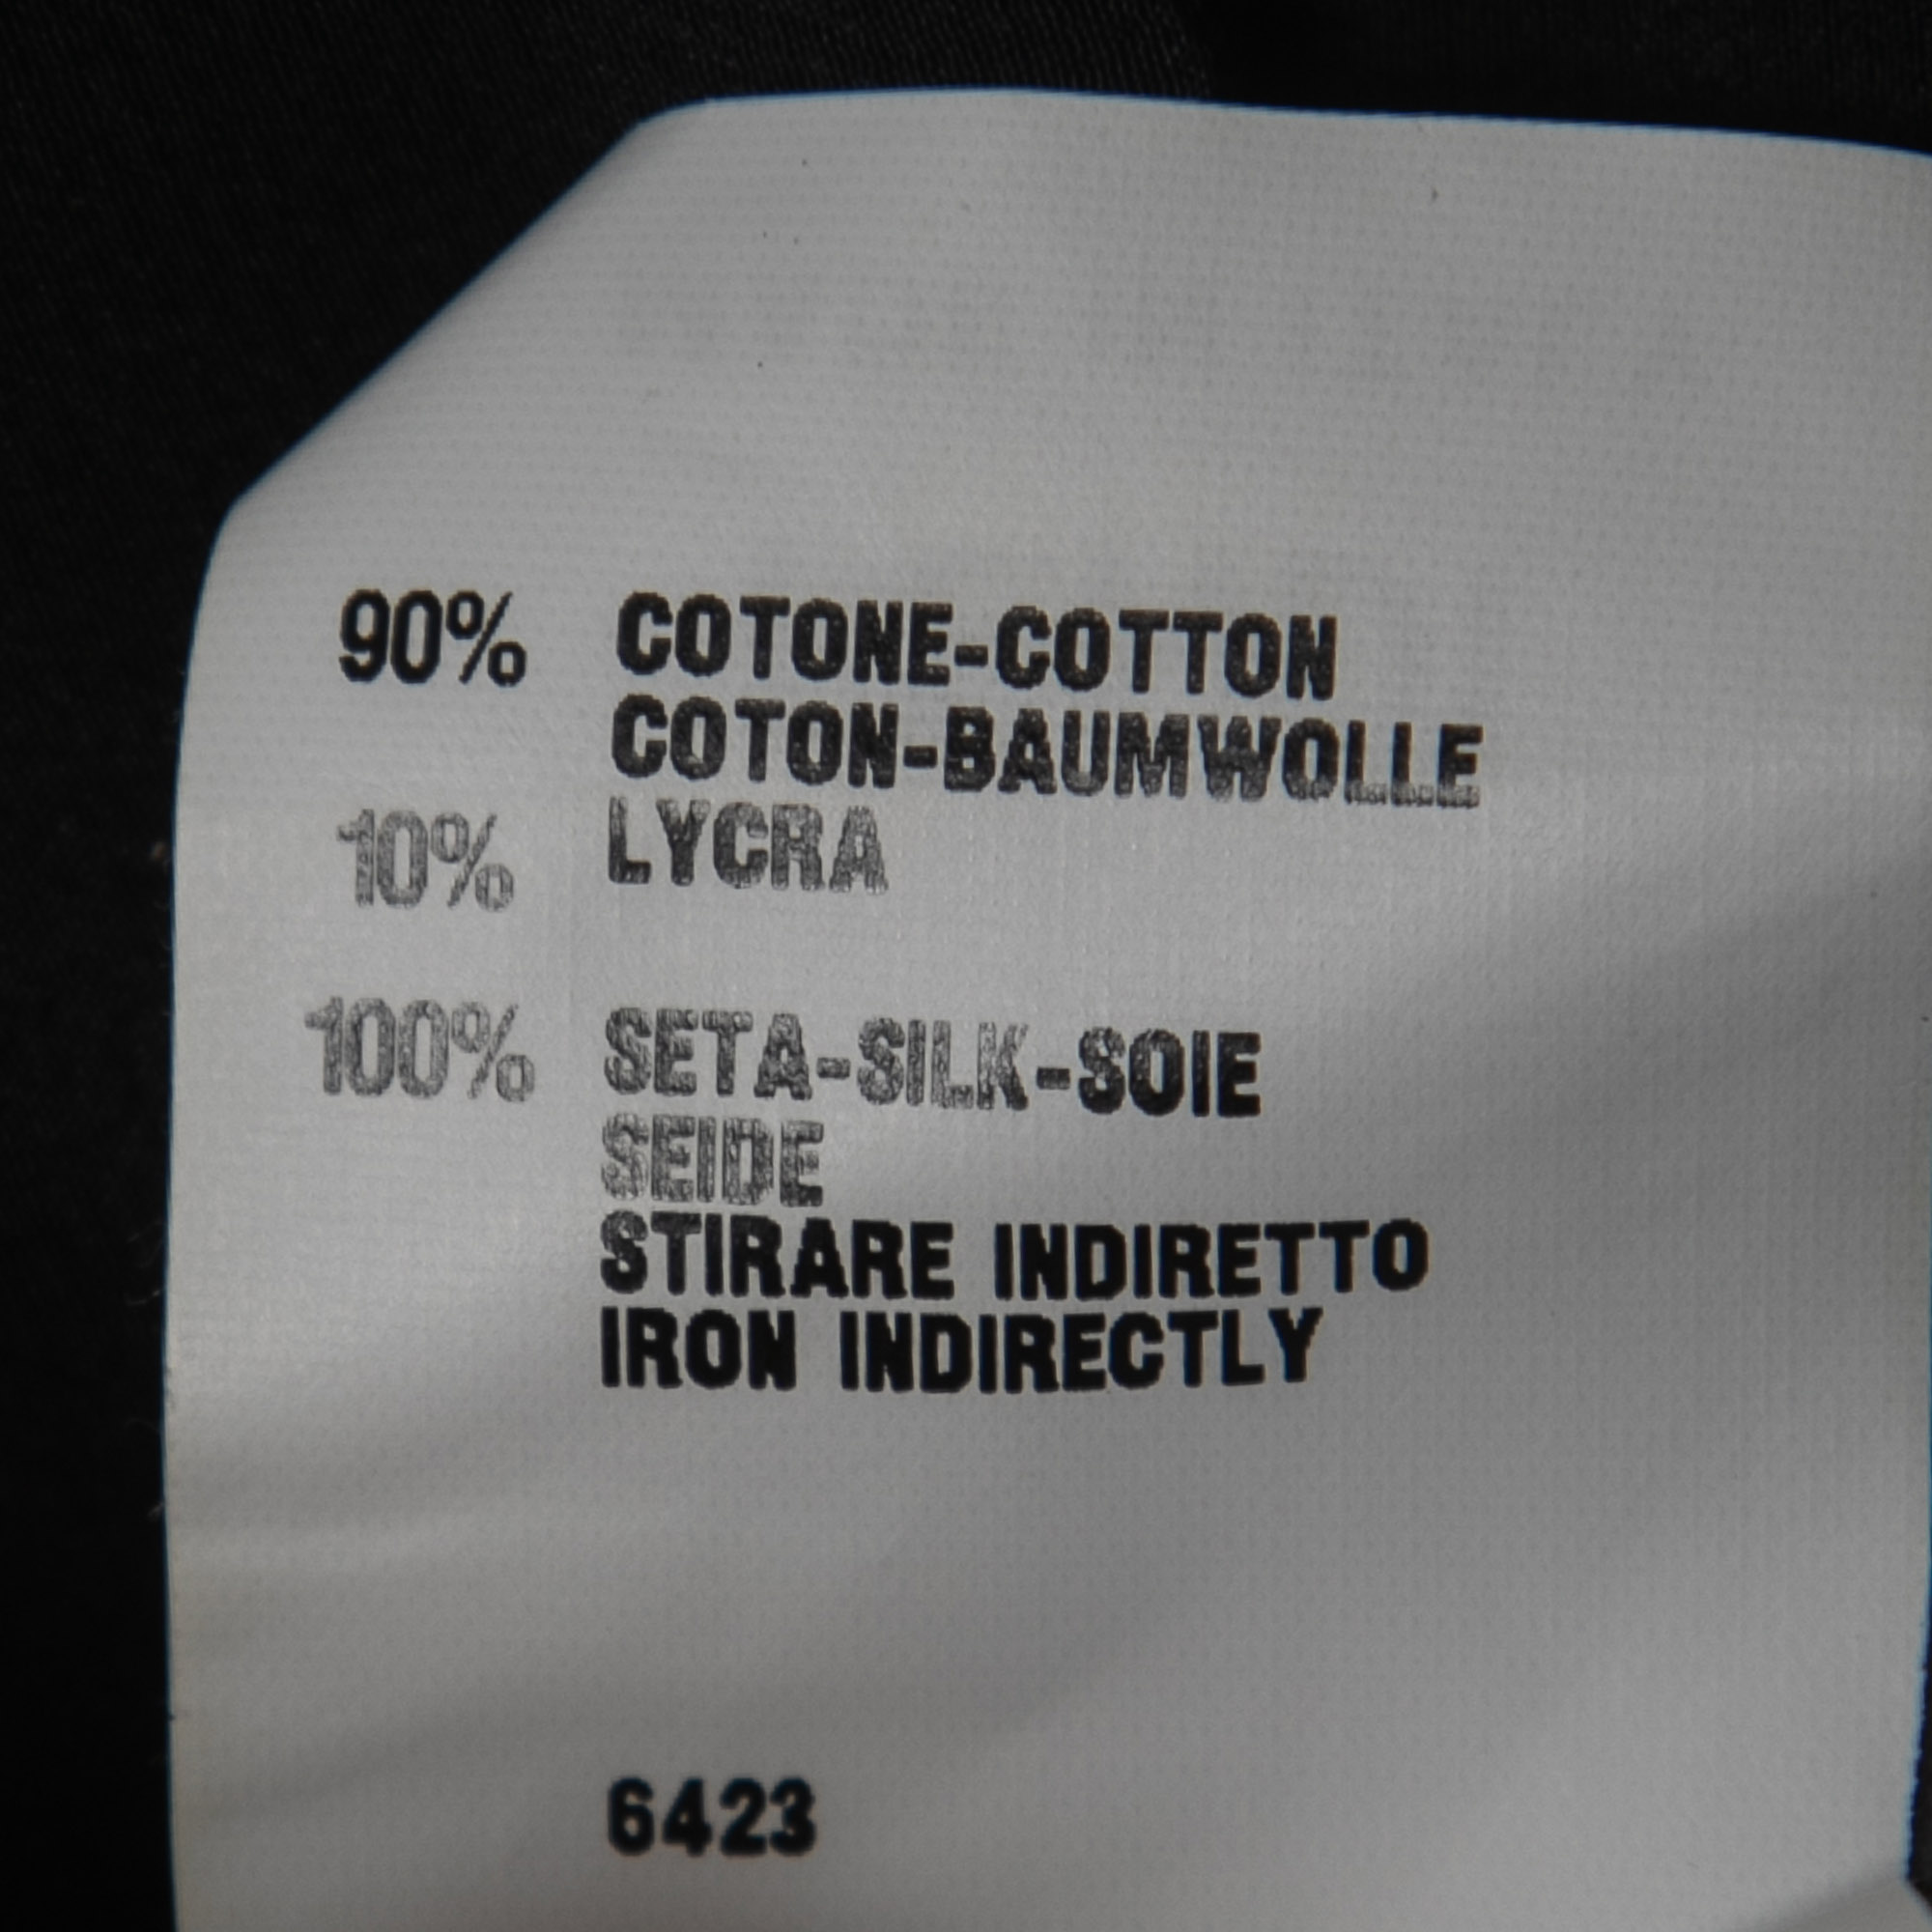 90% COTONE-COTTON
COTON-BAUMWOLLE
10% LYCRA
100% SETA-SILK-SOIE
SEIDE
STIRARE INDIRETTO
IRON INDIRECTLY
6423